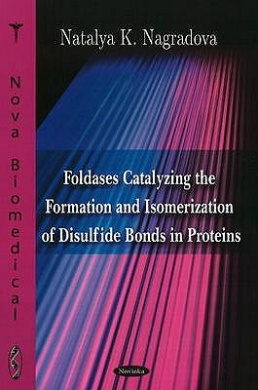 Natalya K. Nagradova
Nova Biomedical
Foldases Catalyzing the
Formation and Isomerization
of Disulfide Bonds in Proteins
Novinka